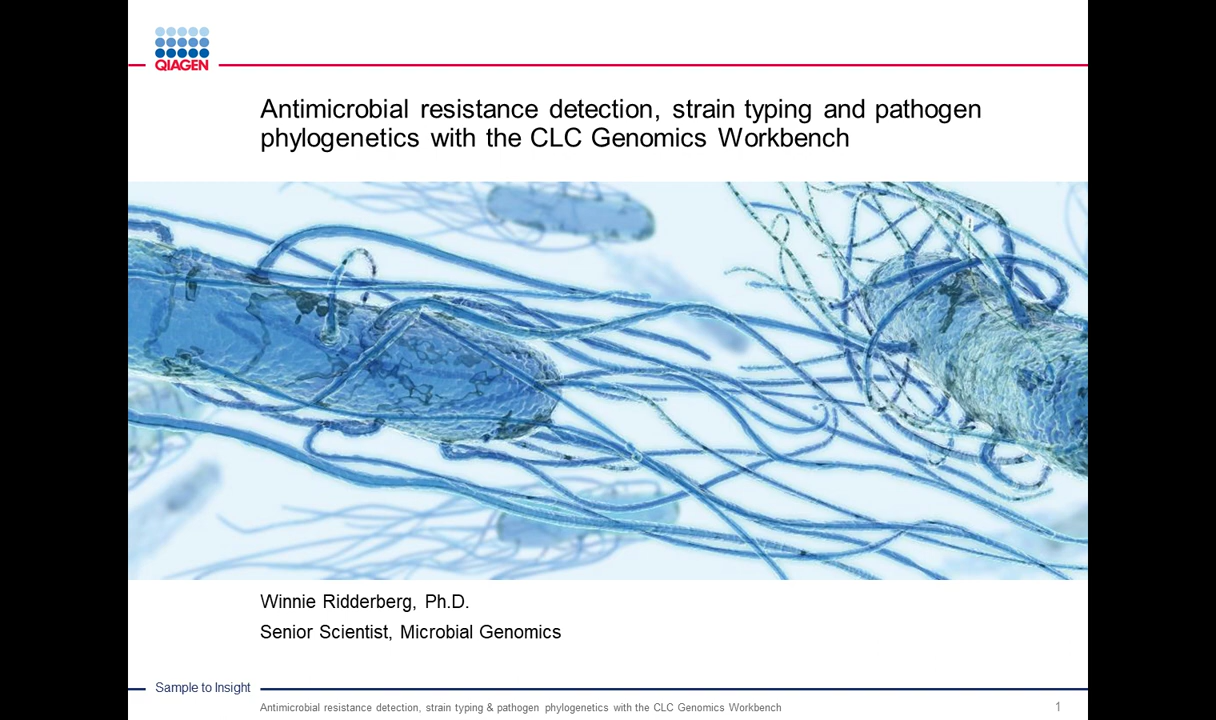 QIAGEN
Antimicrobial resistance detection, strain typing and pathogen
phylogenetics with the CLC Genomics Workbench
Winnie Ridderberg, Ph.D.
Senior Scientist, Microbial Genomics
Sample to Insight
Antimicrobial resistance detection, strain typing & pathogen phylogenetics with the CLC Genomics Workbench
1